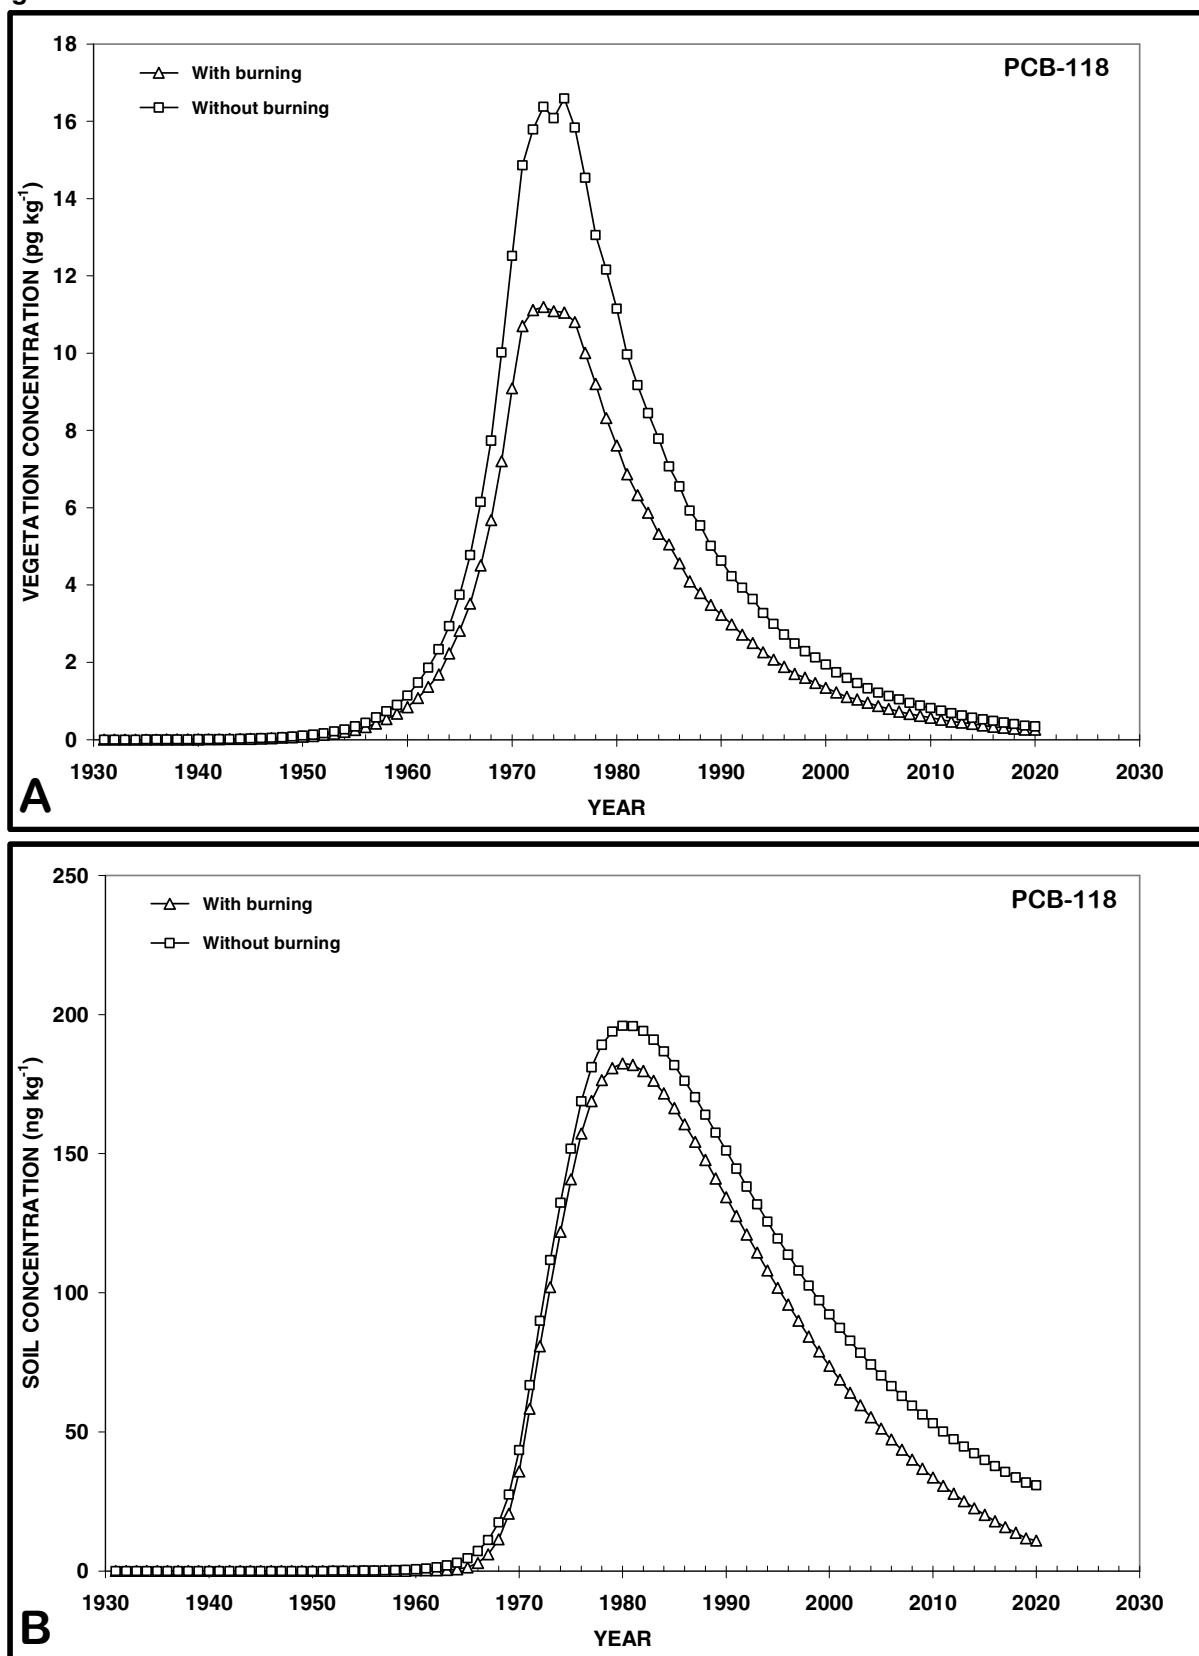 g
18
With burning
PCB-118
16
Without burning
14
12
10
8
6
4
2
0
VEGETATION CONCENTRATION (pg kg-1)
1930 1940 1950 1960 1970 1980 1990 2000 2010 2020 2030
A
YEAR
250
With burning
PCB-118
Without burning
200
150
100
50
0
SOIL CONCENTRATION (ng kg-1)
1930 1940 1950 1960 1970 1980 1990 2000 2010 2020 2030
B
YEAR